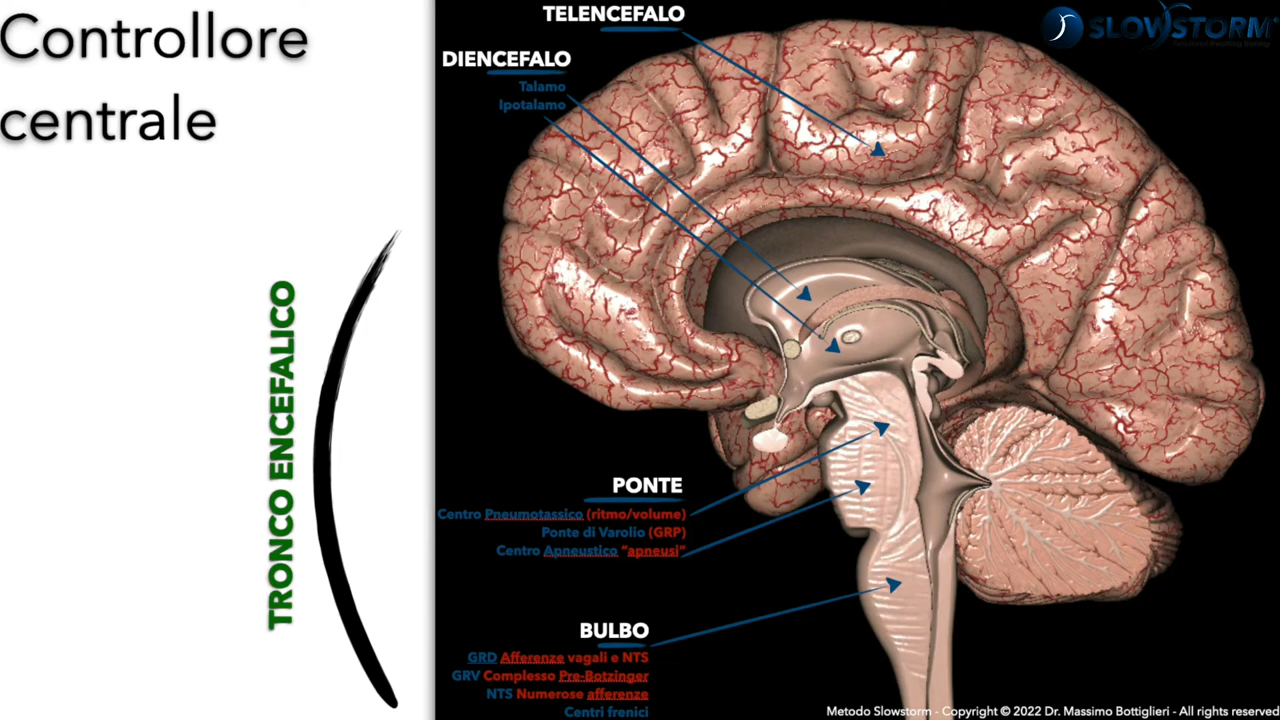 Controllore
centrale
TRONCO ENCEFALICO
TELENCEFALO
DIENCEFALO
Talamo
Ipotalamo
PONTE
Centro Pneumotassico (ritmo/volume)
Ponte di Varolio (GRP)
Centro Apneustico "apneusi"
BULBO
GRD Afferenze vagali e NTS
GRV Complesso Pre-Botzinger
NTS Numerose afferenze
Centri frenici
SLOWSTORM
Metodo Slowstorm - Copyright © 2022 Dr. Massimo Bottiglieri - All rights reserved